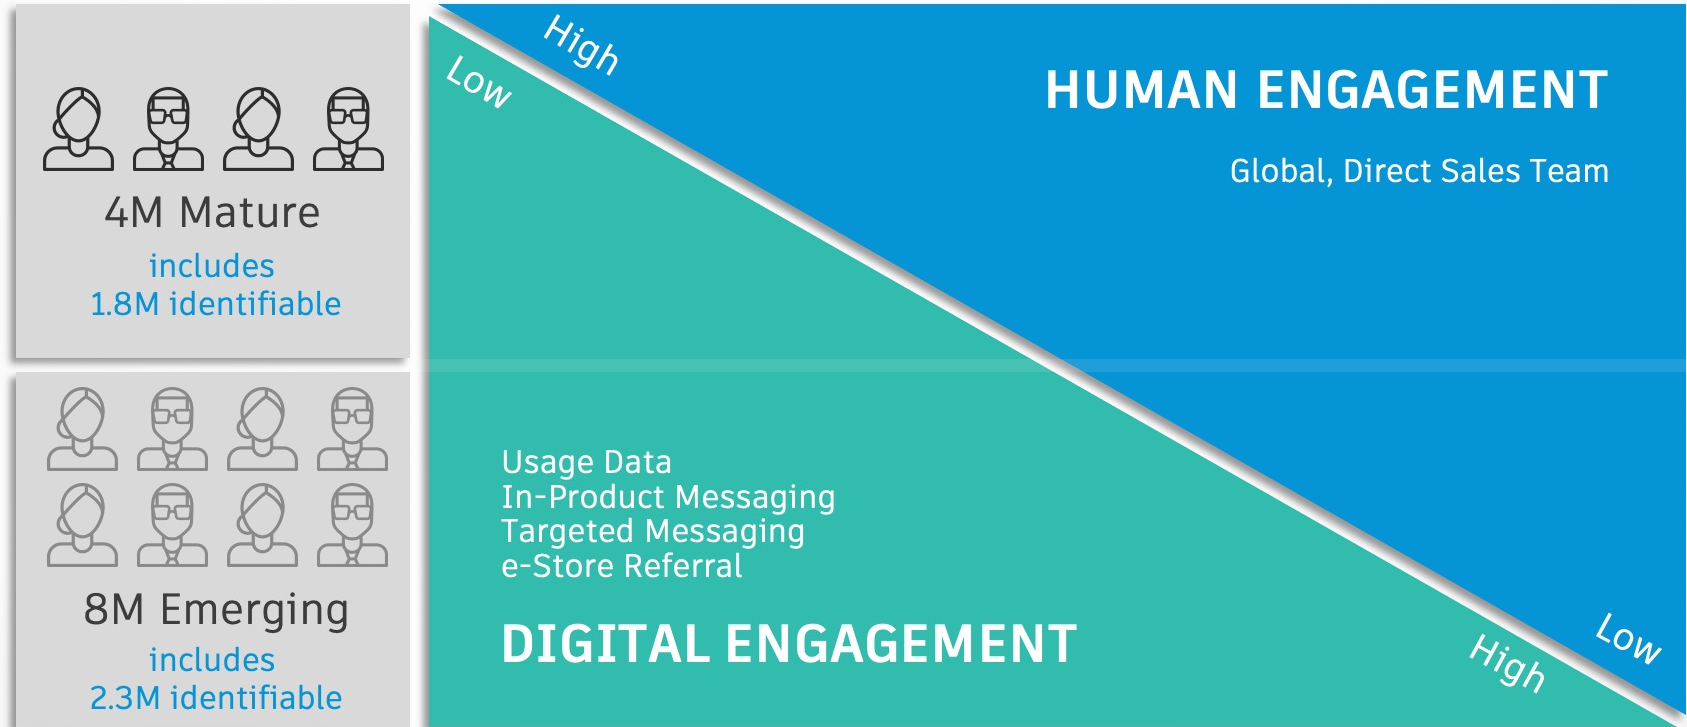 4M Mature
includes
1.8M identifiable
8M Emerging
includes
2.3M identifiable
High
Low
HUMAN ENGAGEMENT
Global, Direct Sales Team
Usage Data
In-Product Messaging
Targeted Messaging
e-Store Referral
DIGITAL ENGAGEMENT
Low
High